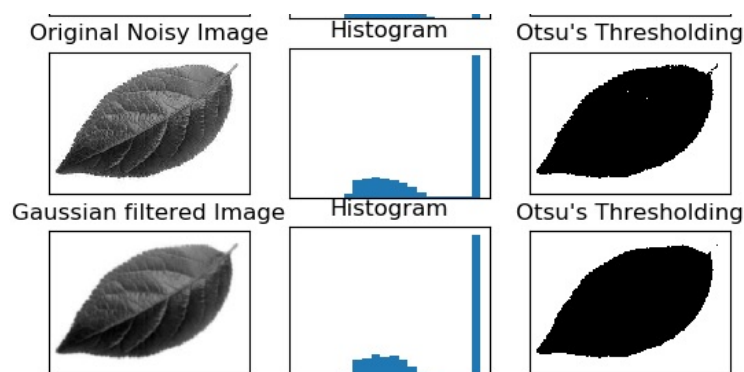 Original Noisy Image
Histogram
Otsu's Thresholding
Gaussian filtered Image
Histogram
Otsu's Thresholding